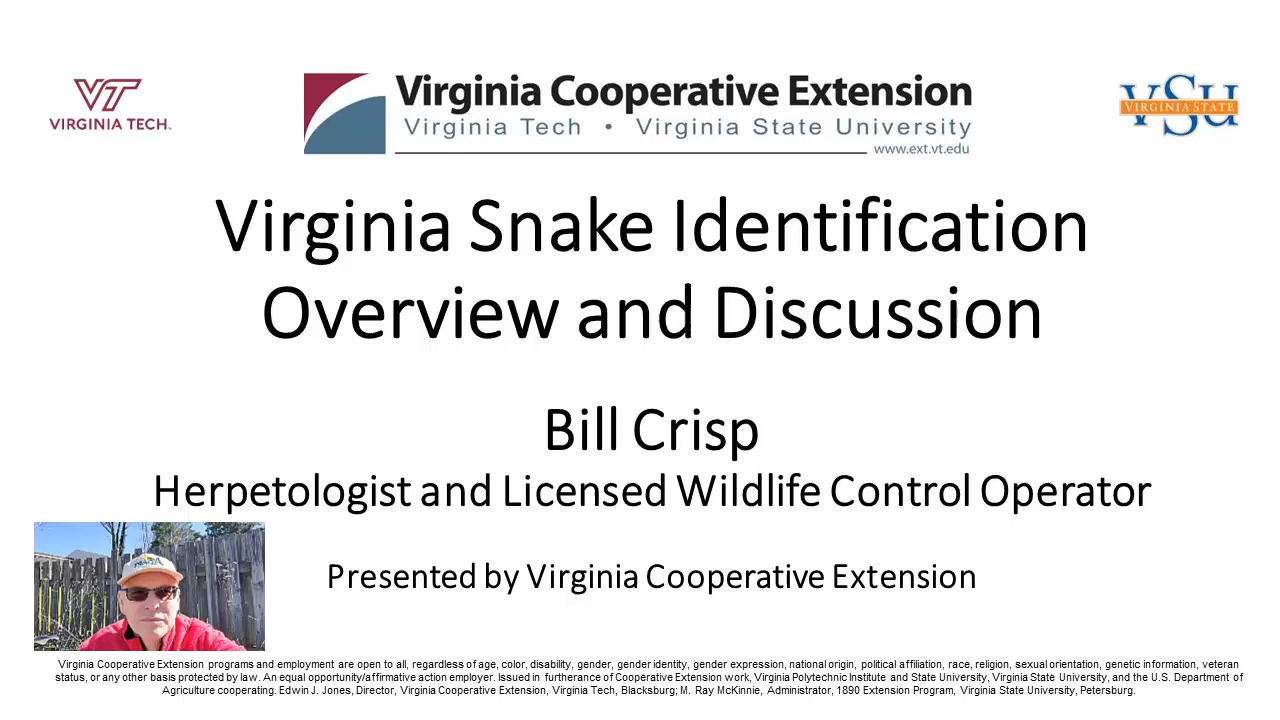 VIRGINIA TECH™
Virginia Cooperative Extension
Virginia Tech • Virginia State University
www.ext.vt.edu
VSU
VIRGINIA STATE
Virginia Snake Identification
Overview and Discussion
Bill Crisp
Herpetologist and Licensed Wildlife Control Operator
Presented by Virginia Cooperative Extension
Virginia Cooperative Extension programs and employment are open to all, regardless of age, color, disability, gender, gender identity, gender expression, national origin, political affiliation, race, religion, sexual orientation, genetic information, veteran
status, or any other basis protected by law. An equal opportunity/affirmative action employer. Issued in furtherance of Cooperative Extension work, Virginia Polytechnic Institute and State University, Virginia State University, and the U.S. Department of
Agriculture cooperating. Edwin J. Jones, Director, Virginia Cooperative Extension, Virginia Tech, Blacksburg; M. Ray McKinnie, Administrator, 1890 Extension Program, Virginia State University, Petersburg.